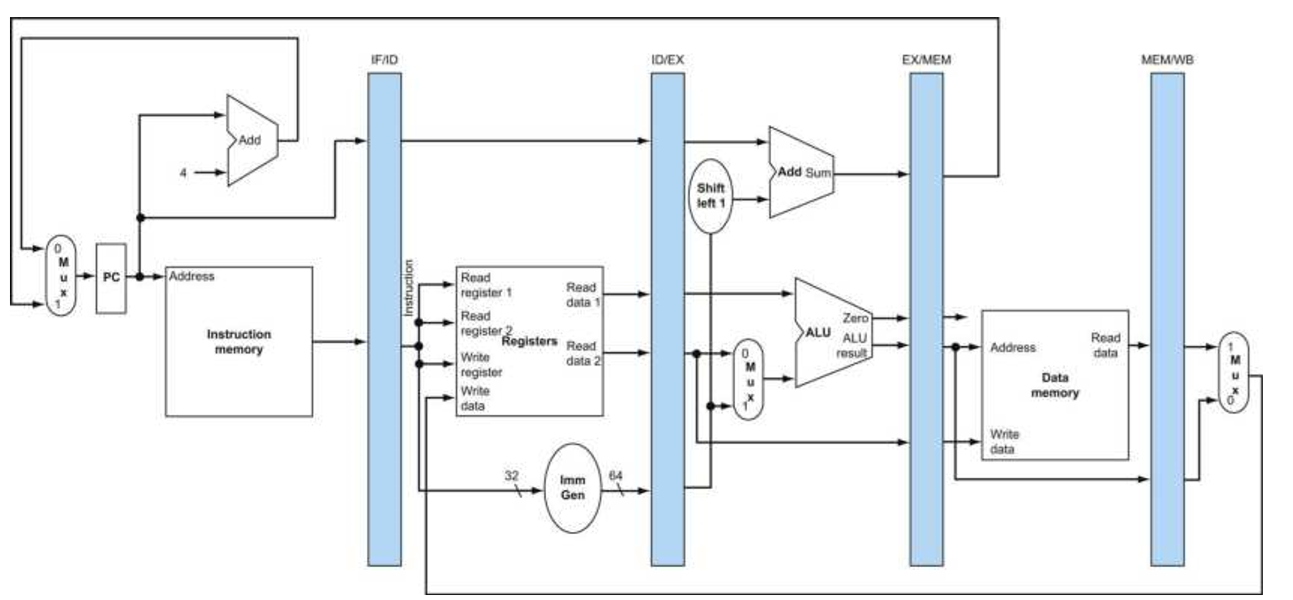 IF/ID
ID/EX
EX/MEM
MEM/WB
Add
4
Add Sum
Shift
left 1
0
M
u
x
1
PC
Address
Instruction
memory
Instruction
Read
register 1
Read
register 2
Write
register
Write
data
Registers
Read
data 1
Read
data 2
0
M
u
x
1
Zero
ALU
ALU
result
Address
Read
data
Data
memory
Write
data
1
M
u
x
0
32
Imm
Gen
64